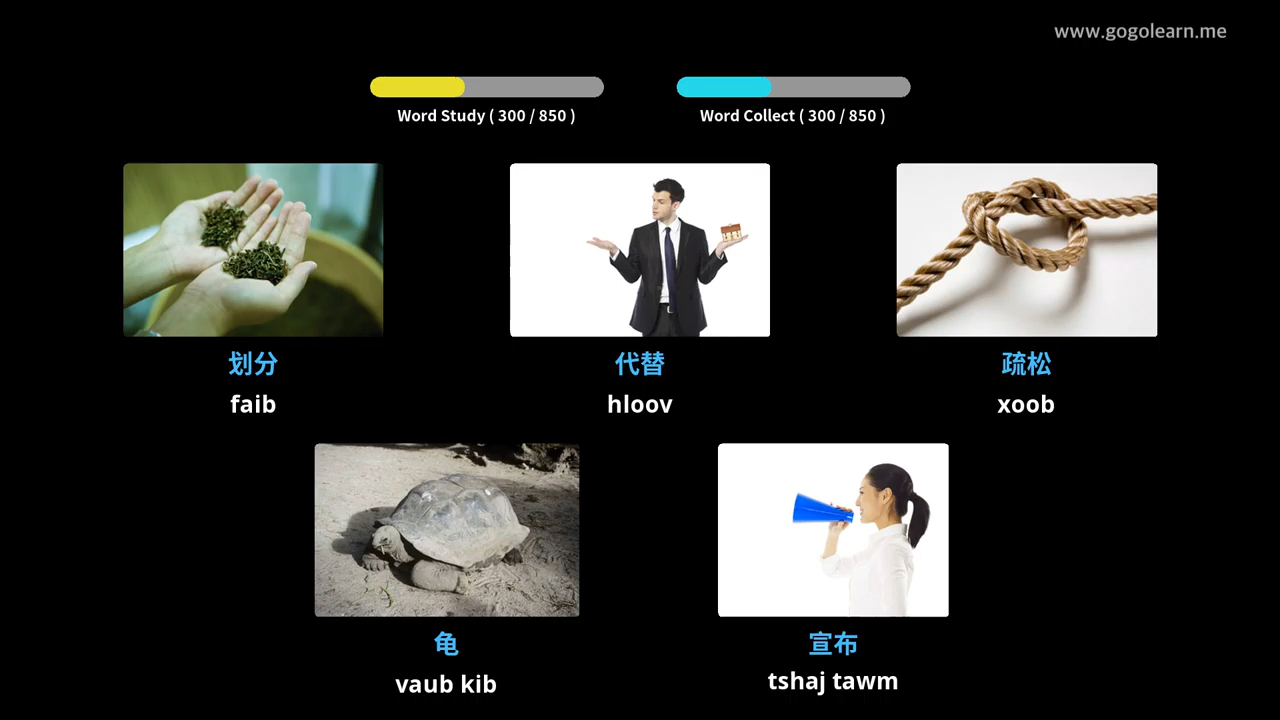 www.gogolearn.me
Word Study ( 300 / 850 )
Word Collect ( 300 / 850 )
划分
faib
代替
hloov
疏松
xoob
龟
vaub kib
宣布
tshaj tawm